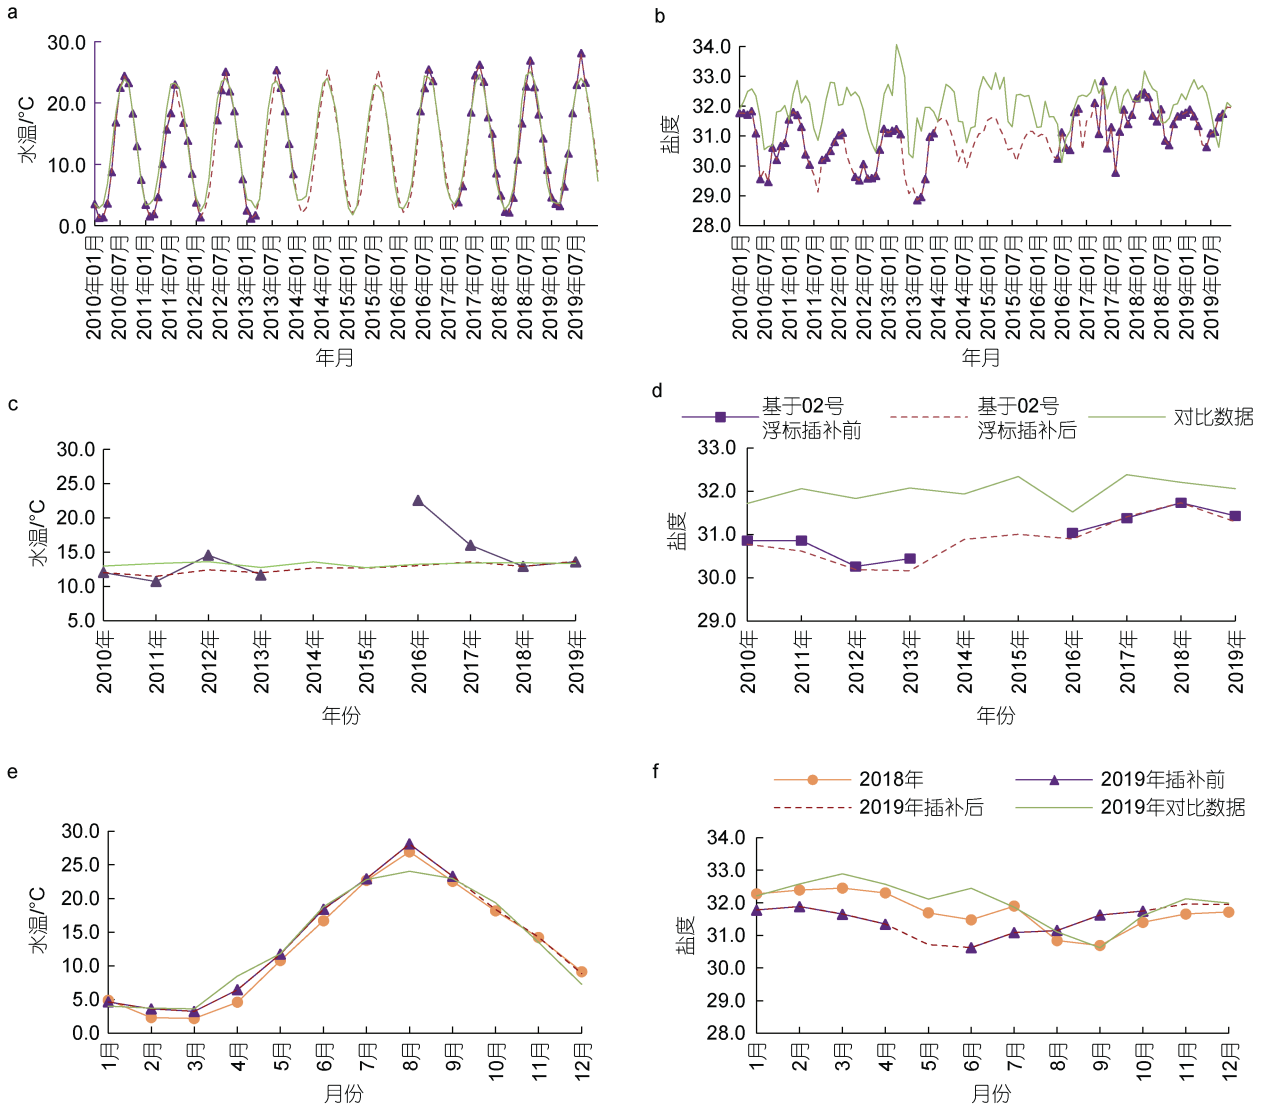 a
30.0
20.0
10.0
0.0
水温/°C
2010年01月
2010年07月
2011年01月
2011年07月
2012年01月
2012年07月
2013年01月
2013年07月
2014年01月
2014年07月
2015年01月
2015年07月
2016年01月
2016年07月
2017年01月
2017年07月
2018年01月
2018年07月
2019年01月
2019年07月
年月
b
34.0
33.0
32.0
31.0
30.0
29.0
28.0
盐度
2010年01月
2010年07月
2011年01月
2011年07月
2012年01月
2012年07月
2013年01月
2013年07月
2014年01月
2014年07月
2015年01月
2015年07月
2016年01月
2016年07月
2017年01月
2017年07月
2018年01月
2018年07月
2019年01月
2019年07月
年月
c
30.0
25.0
20.0
15.0
10.0
5.0
水温/°C
2010年
2011年
2012年
2013年
2014年
2015年
2016年
2017年
2018年
2019年
年份
d
基于02号
浮标插补前
基于02号
浮标插补后
对比数据
33.0
32.0
31.0
30.0
29.0
盐度
2010年
2011年
2012年
2013年
2014年
2015年
2016年
2017年
2018年
2019年
年份
e
30.0
25.0
20.0
15.0
10.0
5.0
0.0
水温/°C
1月
2月
3月
4月
5月
6月
7月
8月
9月
10月
11月
12月
月份
f
2018年
2019年插补前
2019年插补后
2019年对比数据
34.0
33.0
32.0
31.0
30.0
29.0
28.0
盐度
1月
2月
3月
4月
5月
6月
7月
8月
9月
10月
11月
12月
月份